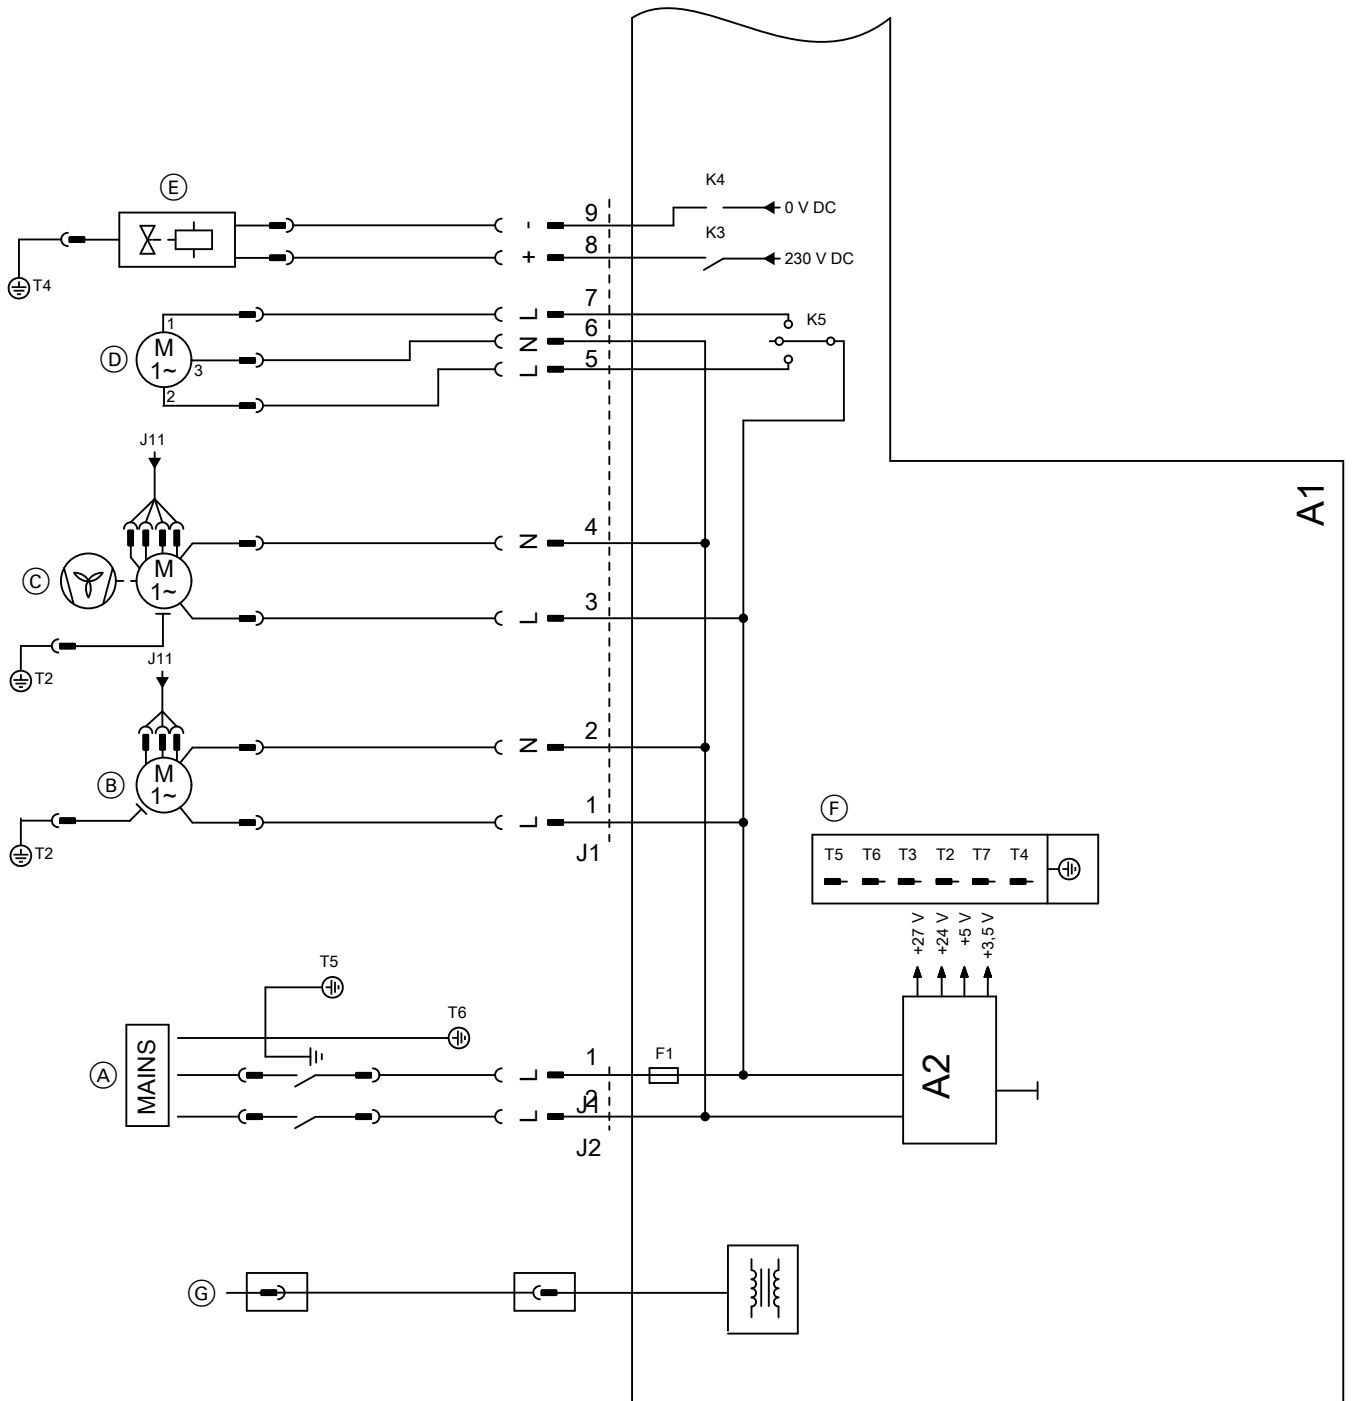 K4
E
9
-
0 V DC
K3
8
+
230 V DC
T4
7
L
K5
1
6
N
M
1~
D
3
5
L
2
J11
A1
4
N
M
1~
C
3
L
T2
J11
2
N
M
1~
B
1
L
F
T2
J1
T5 T6 T3 T2 T7 T4
+27 V
+24 V
+5 V
+3,5 V
T5
T6
MAINS
A
1
L
F1
A2
2
J1
L
J2
G